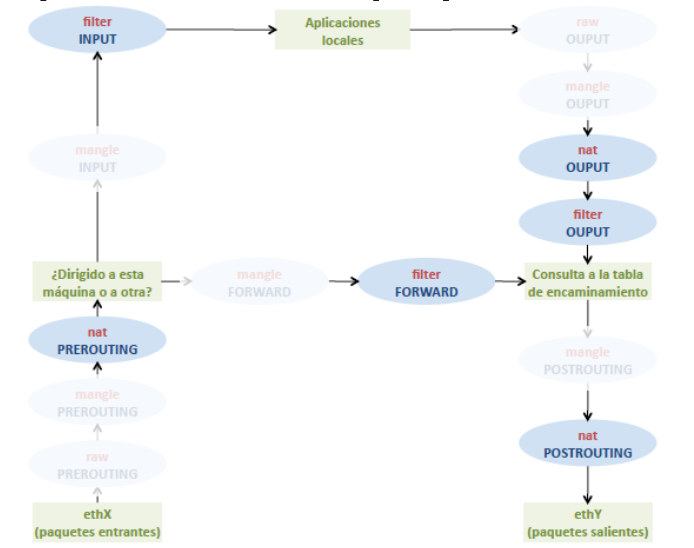 filter
INPUT
Aplicaciones
locales
raw
OUPUT
mangle
OUPUT
mangle
INPUT
nat
OUPUT
filter
OUPUT
¿Dirigido a esta
máquina o a otra?
mangle
FORWARD
filter
FORWARD
Consulta a la tabla
de encaminamiento
nat
PREROUTING
mangle
POSTROUTING
mangle
PREROUTING
nat
POSTROUTING
raw
PREROUTING
ethX
(paquetes entrantes)
ethY
(paquetes salientes)